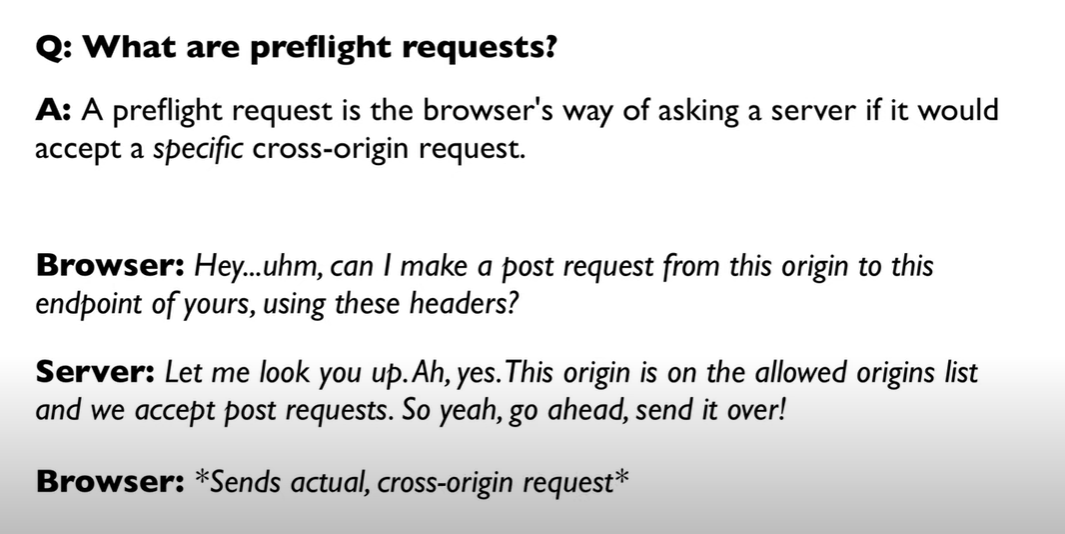 Q: What are preflight requests?
A: A preflight request is the browser's way of asking a server if it would
accept a specific cross-origin request.
Browser: Hey...uhm, can I make a post request from this origin to this
endpoint of yours, using these headers?
Server: Let me look you up. Ah, yes. This origin is on the allowed origins list
and we accept post requests. So yeah, go ahead, send it over!
Browser: *Sends actual, cross-origin request*